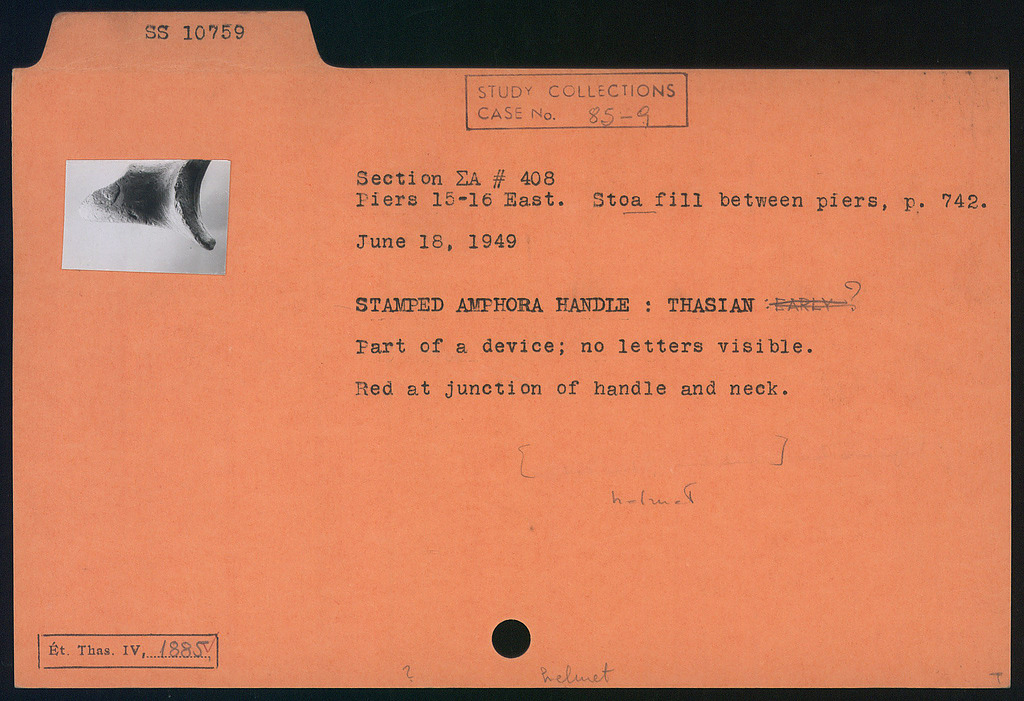 SS 10759
STUDY COLLECTIONS
CASE No. 85-9
Section ΣA # 408
Piers 15-16 East. Stoa fill between piers, p. 742.
June 18, 1949
STAMPED AMPHORA HANDLE : THASIAN : EARLY ?
Part of a device; no letters visible.
Red at junction of handle and neck.
[ ]
helmet
Ét. Thas. IV, 1885
? helmet T